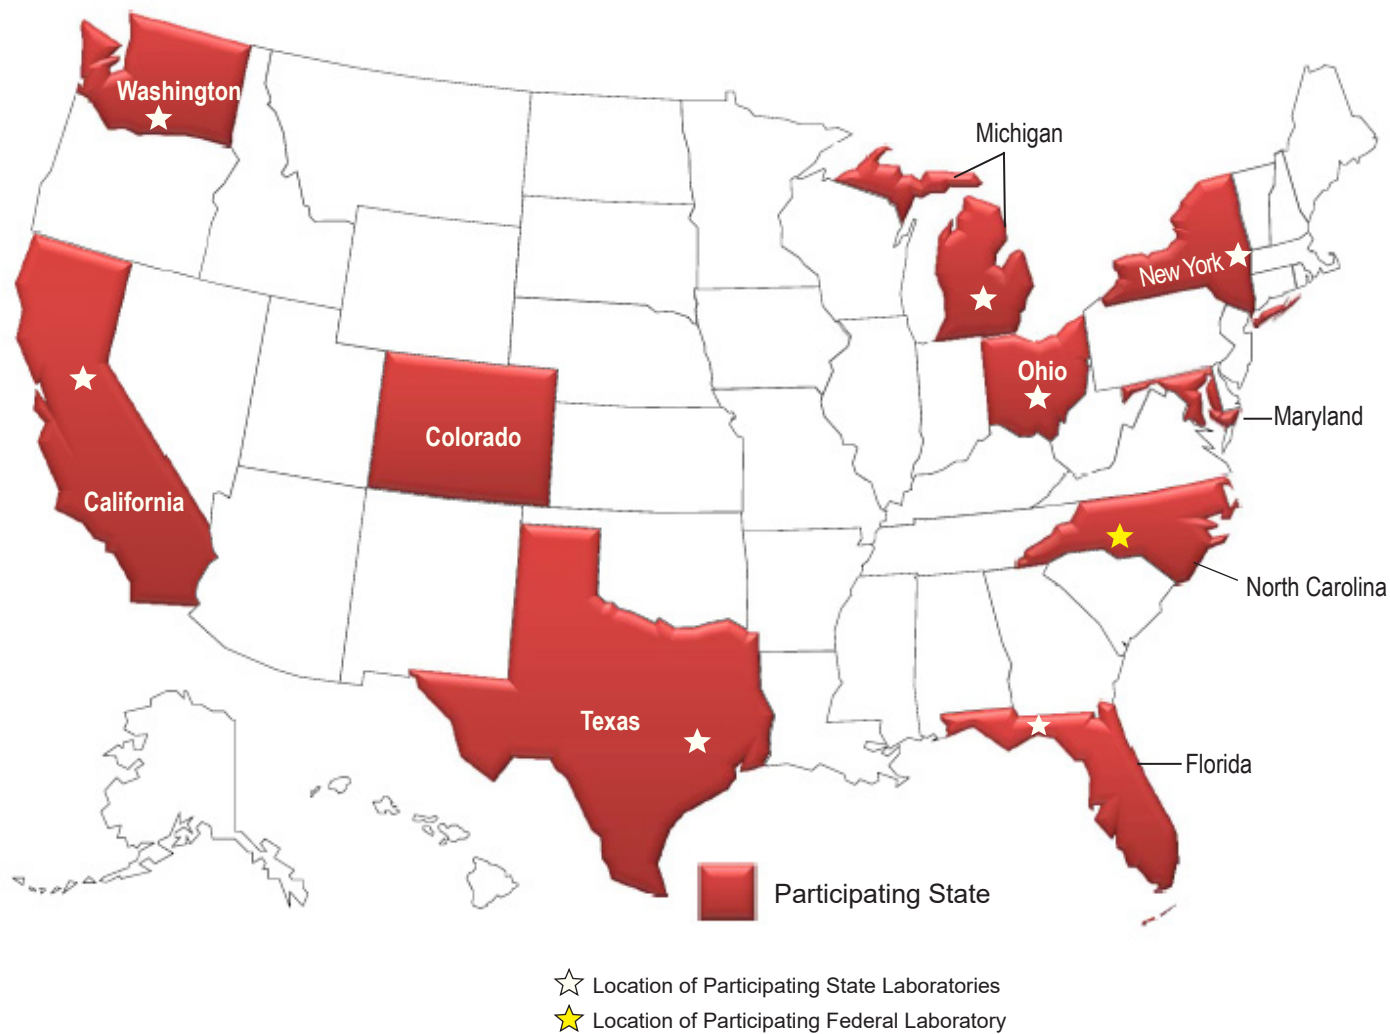 Washington
Michigan
New York
Ohio
Maryland
Colorado
California
North Carolina
Texas
Florida
Participating State
Location of Participating State Laboratories
Location of Participating Federal Laboratory